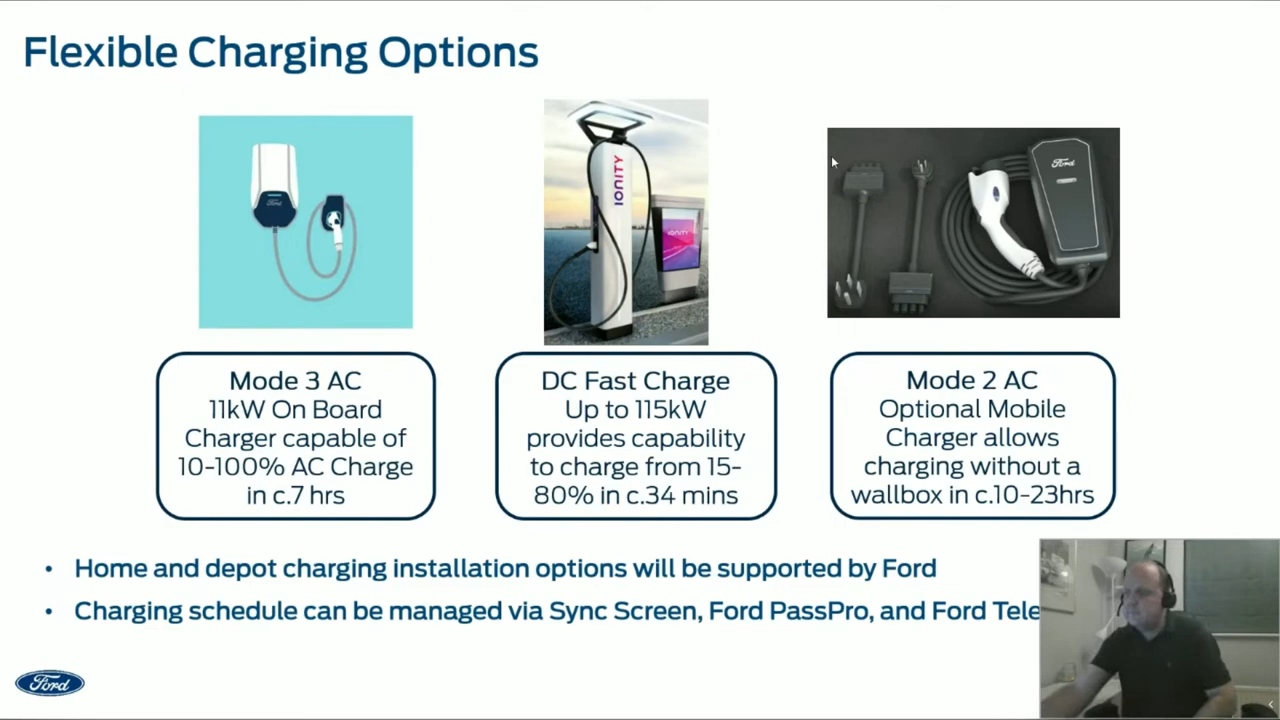 Flexible Charging Options
Ford
IONITY
IONITY
Ford
Mode 3 AC
11kW On Board
Charger capable of
10-100% AC Charge
in c.7 hrs
DC Fast Charge
Up to 115kW
provides capability
to charge from 15-
80% in c.34 mins
Mode 2 AC
Optional Mobile
Charger allows
charging without a
wallbox in c.10-23hrs
• Home and depot charging installation options will be supported by Ford
• Charging schedule can be managed via Sync Screen, Ford PassPro, and Ford Tele
Ford